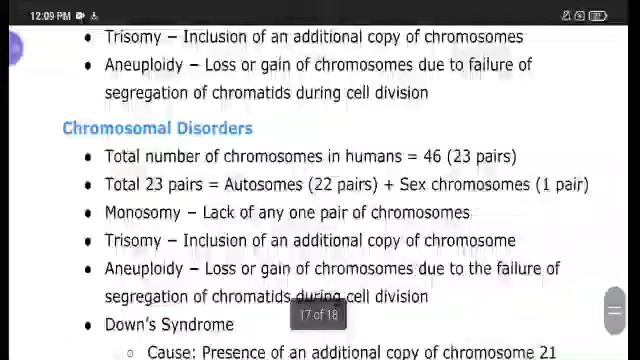 12:09 PM
• Trisomy – Inclusion of an additional copy of chromosomes
• Aneuploidy – Loss or gain of chromosomes due to failure of
segregation of chromatids during cell division
Chromosomal Disorders
• Total number of chromosomes in humans = 46 (23 pairs)
• Total 23 pairs = Autosomes (22 pairs) + Sex chromosomes (1 pair)
• Monosomy – Lack of any one pair of chromosomes
• Trisomy – Inclusion of an additional copy of chromosome
• Aneuploidy – Loss or gain of chromosomes due to the failure of
segregation of chromatids during cell division
17 of 18
• Down's Syndrome
o Cause: Presence of an additional copy of chromosome 21